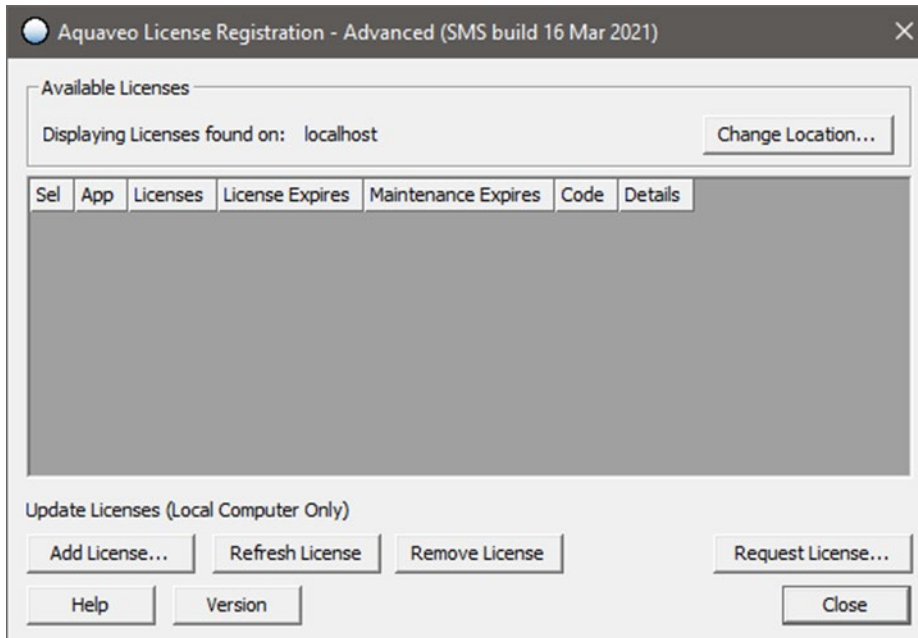 Aquaveo License Registration - Advanced (SMS build 16 Mar 2021)
Available Licenses
Displaying Licenses found on: localhost
Change Location...
Sel App Licenses License Expires Maintenance Expires Code Details
Update Licenses (Local Computer Only)
Add License... Refresh License Remove License Request License...
Help Version Close